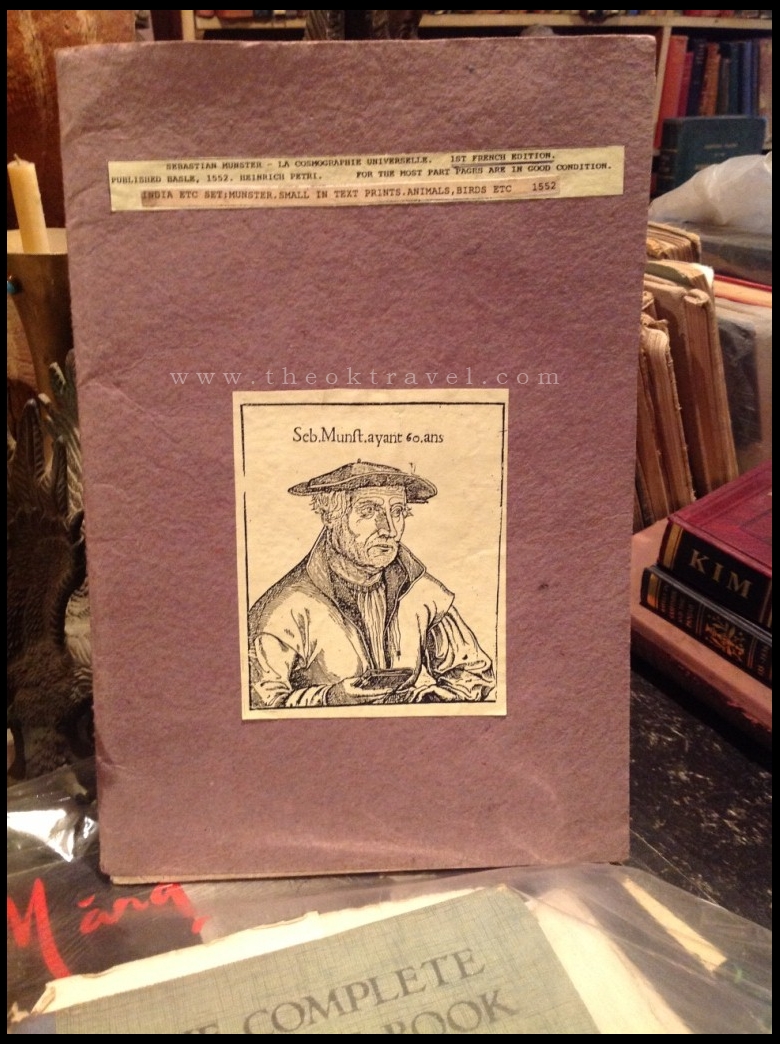 SEBASTIAN MUNSTER - LA COSMOGRAPHIE UNIVERSELLE. 1ST FRENCH EDITION.
PUBLISHED BASLE, 1552. HEINRICH PETRI. FOR THE MOST PART PAGES ARE IN GOOD CONDITION.
INDIA ETC SET;MUNSTER.SMALL IN TEXT PRINTS.ANIMALS,BIRDS ETC 1552
www.theoktravel.com
Seb.Munſt.ayant 60.ans
KIM
COMPLETE
BOOK